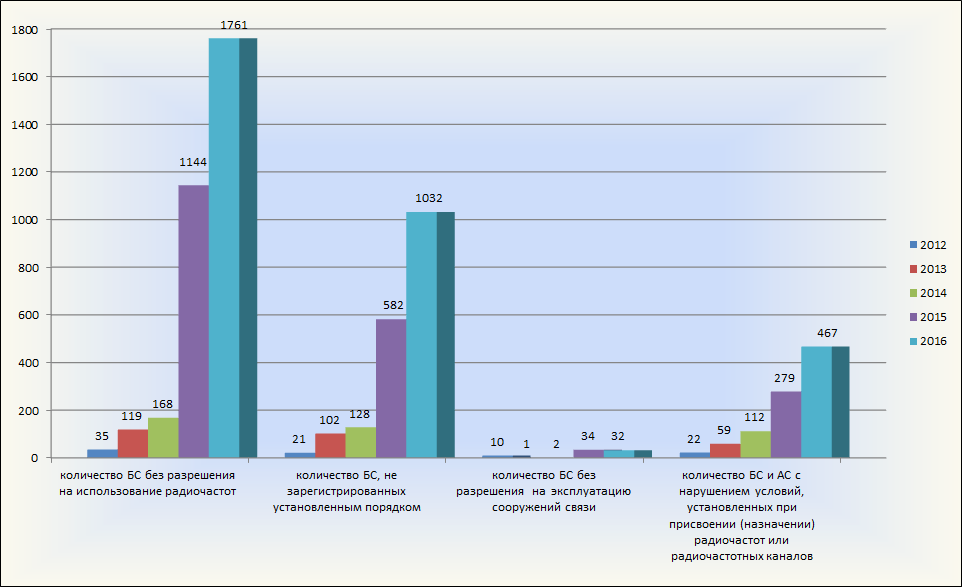 1800
1600
1400
1200
1000
800
600
400
200
0
1761
1144
168
119
35
1032
582
128
102
21
10
1
2
34
32
467
279
112
59
22
количество БС без разрешения
на использование радиочастот
количество БС, не
зарегистрированных
установленным порядком
количество БС без
разрешения на эксплуатацию
сооружений связи
количество БС и АС с
нарушением условий,
установленных при
присвоении (назначении)
радиочастот или
радиочастотных каналов
2012
2013
2014
2015
2016